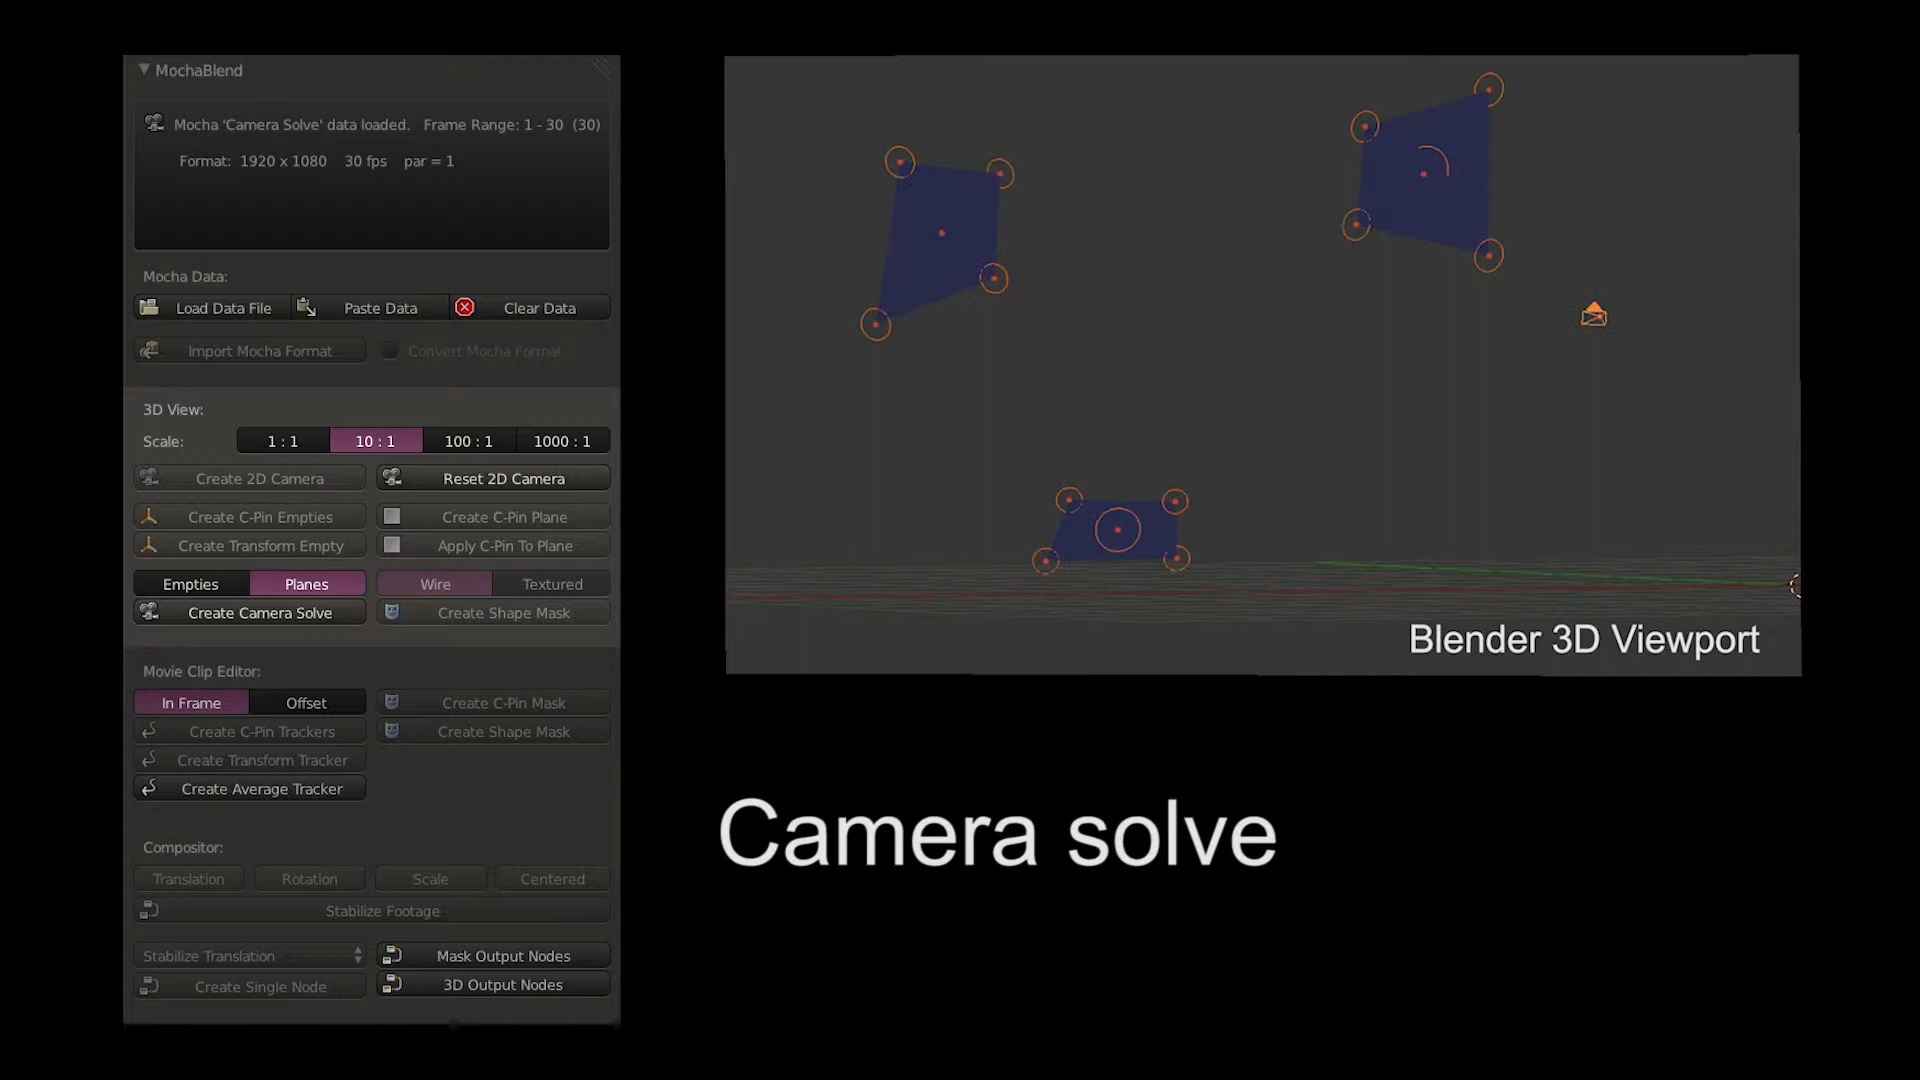 MochaBlend
Mocha 'Camera Solve' data loaded. Frame Range: 1 - 30 (30)
Format: 1920 x 1080 30 fps par = 1
Mocha Data:
Load Data File Paste Data Clear Data
Import Mocha Format Convert Mocha Format
3D View:
Scale: 1 : 1 10 : 1 100 : 1 1000 : 1
Create 2D Camera Reset 2D Camera
Create C-Pin Empties Create C-Pin Plane
Create Transform Empty Apply C-Pin To Plane
Empties Planes Wire Textured
Create Camera Solve Create Shape Mask
Movie Clip Editor:
In Frame Offset Create C-Pin Mask
Create C-Pin Trackers Create Shape Mask
Create Transform Tracker
Create Average Tracker
Compositor:
Translation Rotation Scale Centered
Stabilize Footage
Stabilize Translation Mask Output Nodes
Create Single Node 3D Output Nodes
Blender 3D Viewport
Camera solve